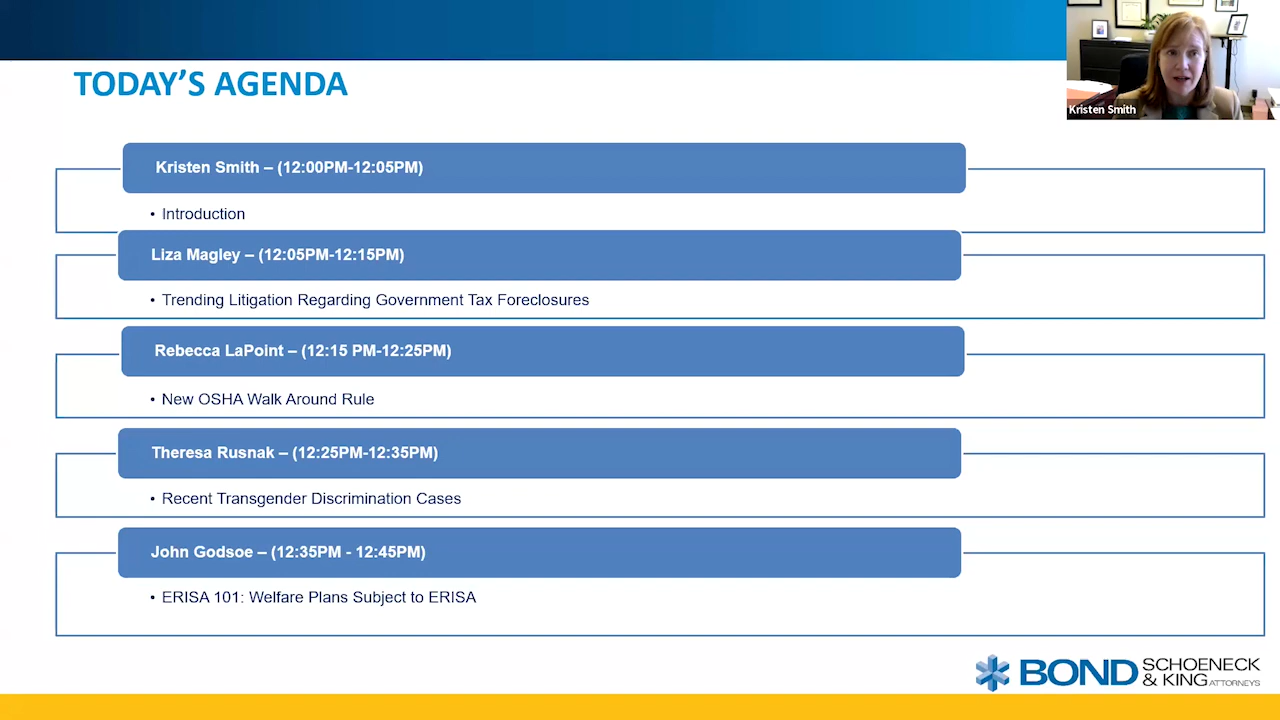 TODAY'S AGENDA
Kristen Smith
Kristen Smith – (12:00PM-12:05PM)
• Introduction
Liza Magley – (12:05PM-12:15PM)
• Trending Litigation Regarding Government Tax Foreclosures
Rebecca LaPoint – (12:15 PM-12:25PM)
• New OSHA Walk Around Rule
Theresa Rusnak – (12:25PM-12:35PM)
• Recent Transgender Discrimination Cases
John Godsoe – (12:35PM - 12:45PM)
• ERISA 101: Welfare Plans Subject to ERISA
BOND SCHOENECK
& KING ATTORNEYS